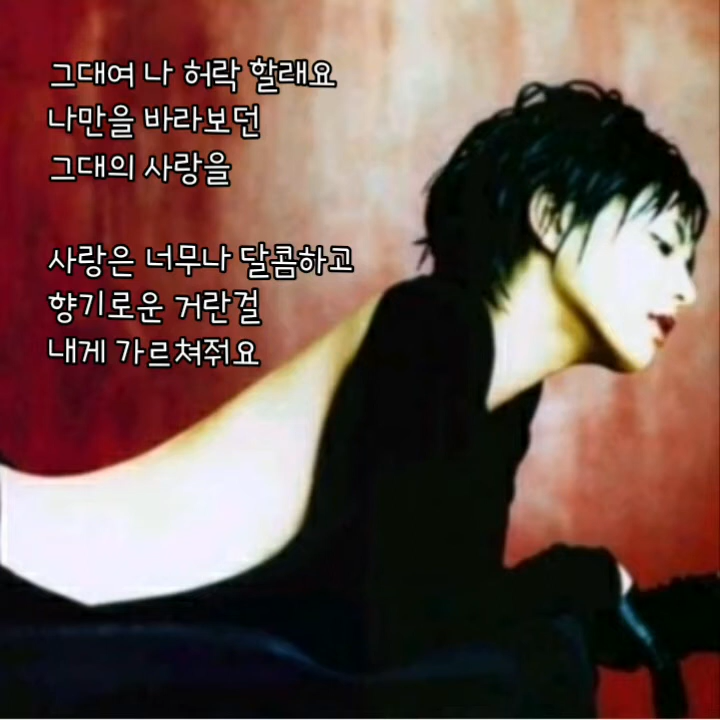 그대여 나 허락 할래요
나만을 바라보던
그대의 사랑을
사랑은 너무나 달콤하고
향기로운 거란걸
내게 가르쳐줘요